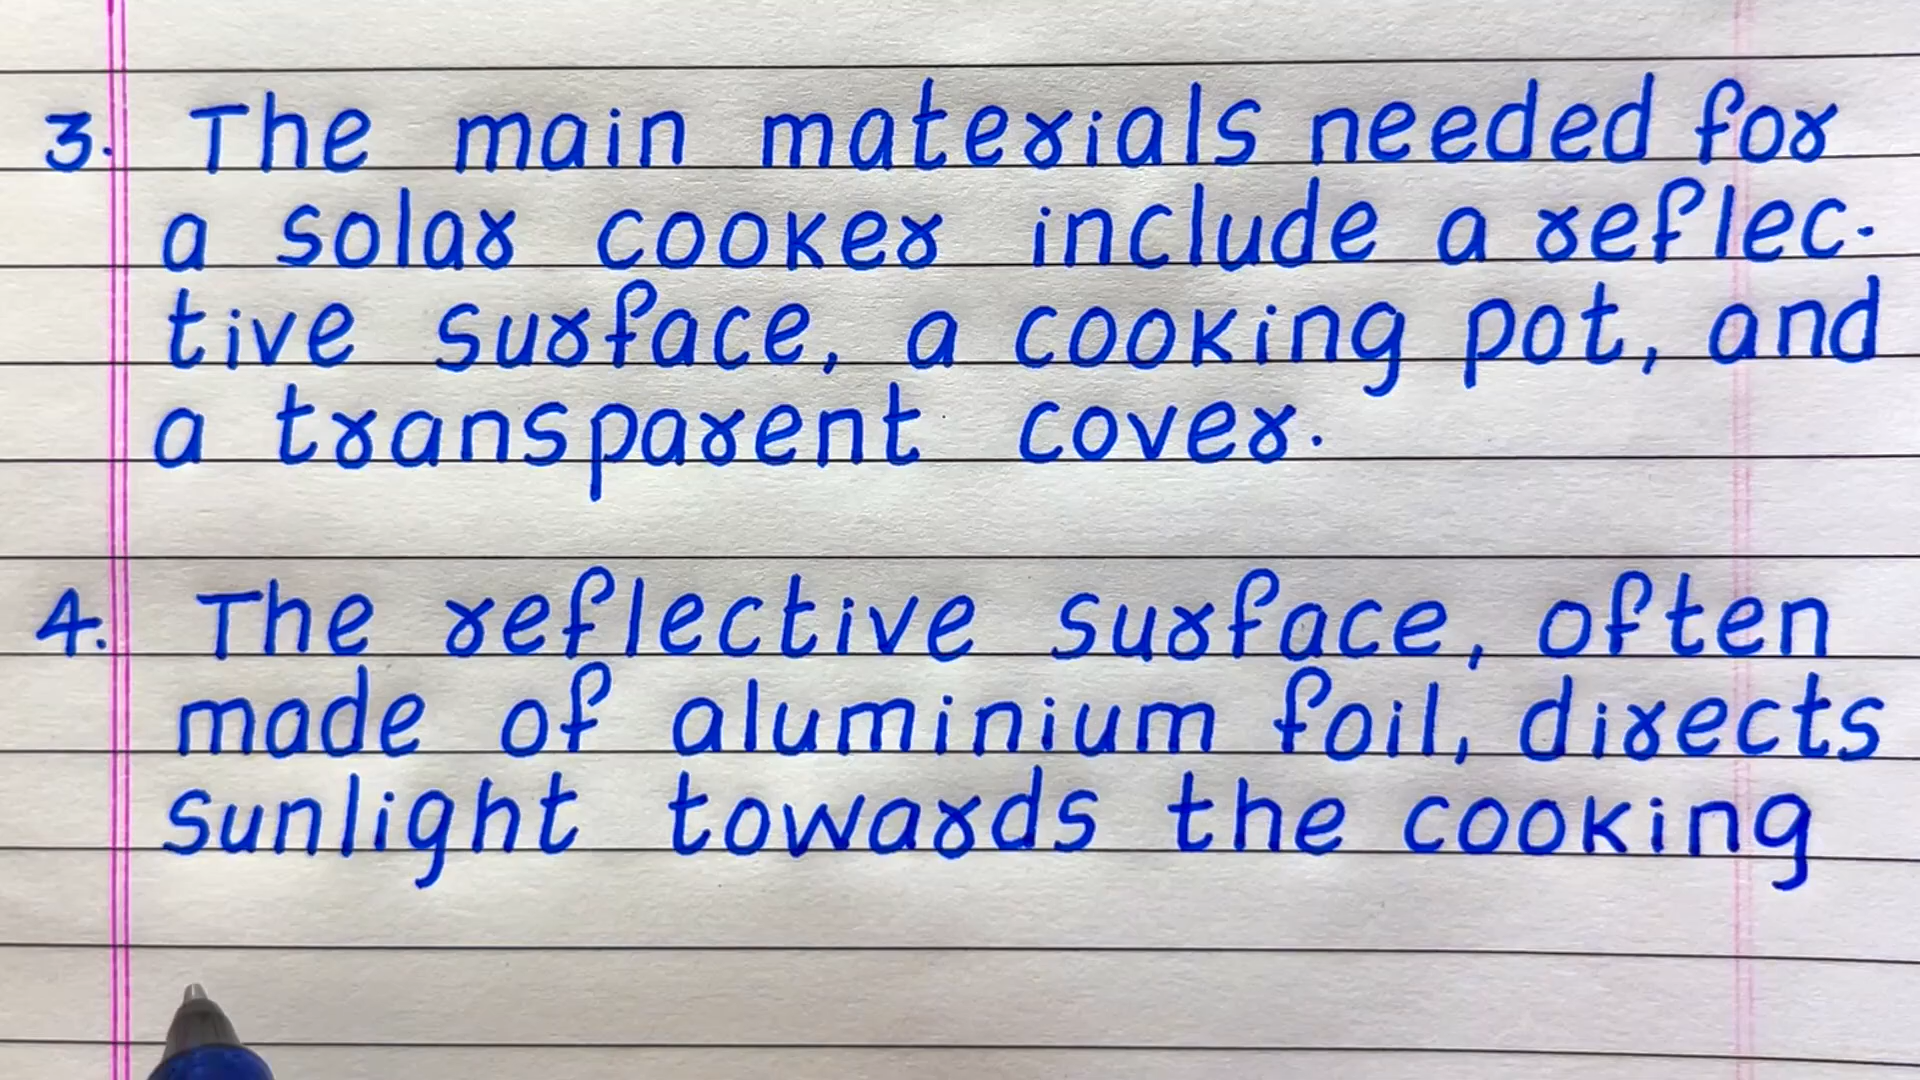 3. The main materials needed for
a solar cooker include a reflec-
tive surface, a cooking pot, and
a transparent cover.
4. The reflective surface, often
made of aluminium foil, directs
sunlight towards the cooking